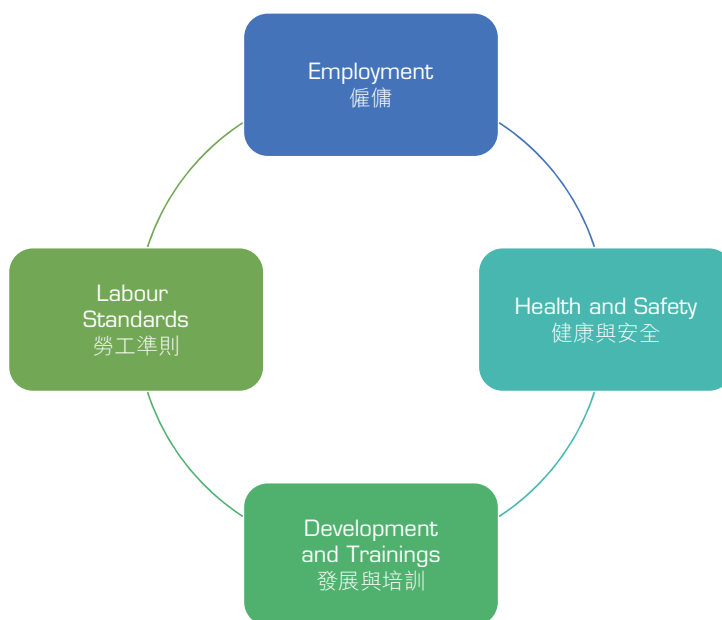 Employment
僱傭
Labour
Standards
勞工準則
Health and Safety
健康與安全
Development
and Trainings
發展與培訓